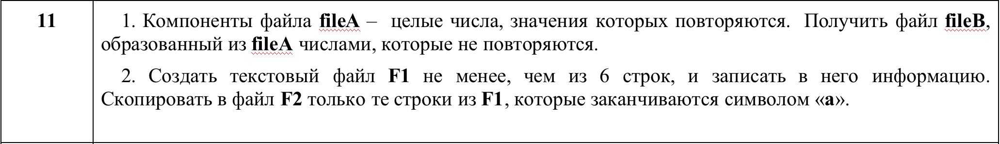 11
1. Компоненты файла fileA – целые числа, значения которых повторяются. Получить файл fileB,
образованный из fileA числами, которые не повторяются.
2. Создать текстовый файл F1 не менее, чем из 6 строк, и записать в него информацию.
Скопировать в файл F2 только те строки из F1, которые заканчиваются символом «а».